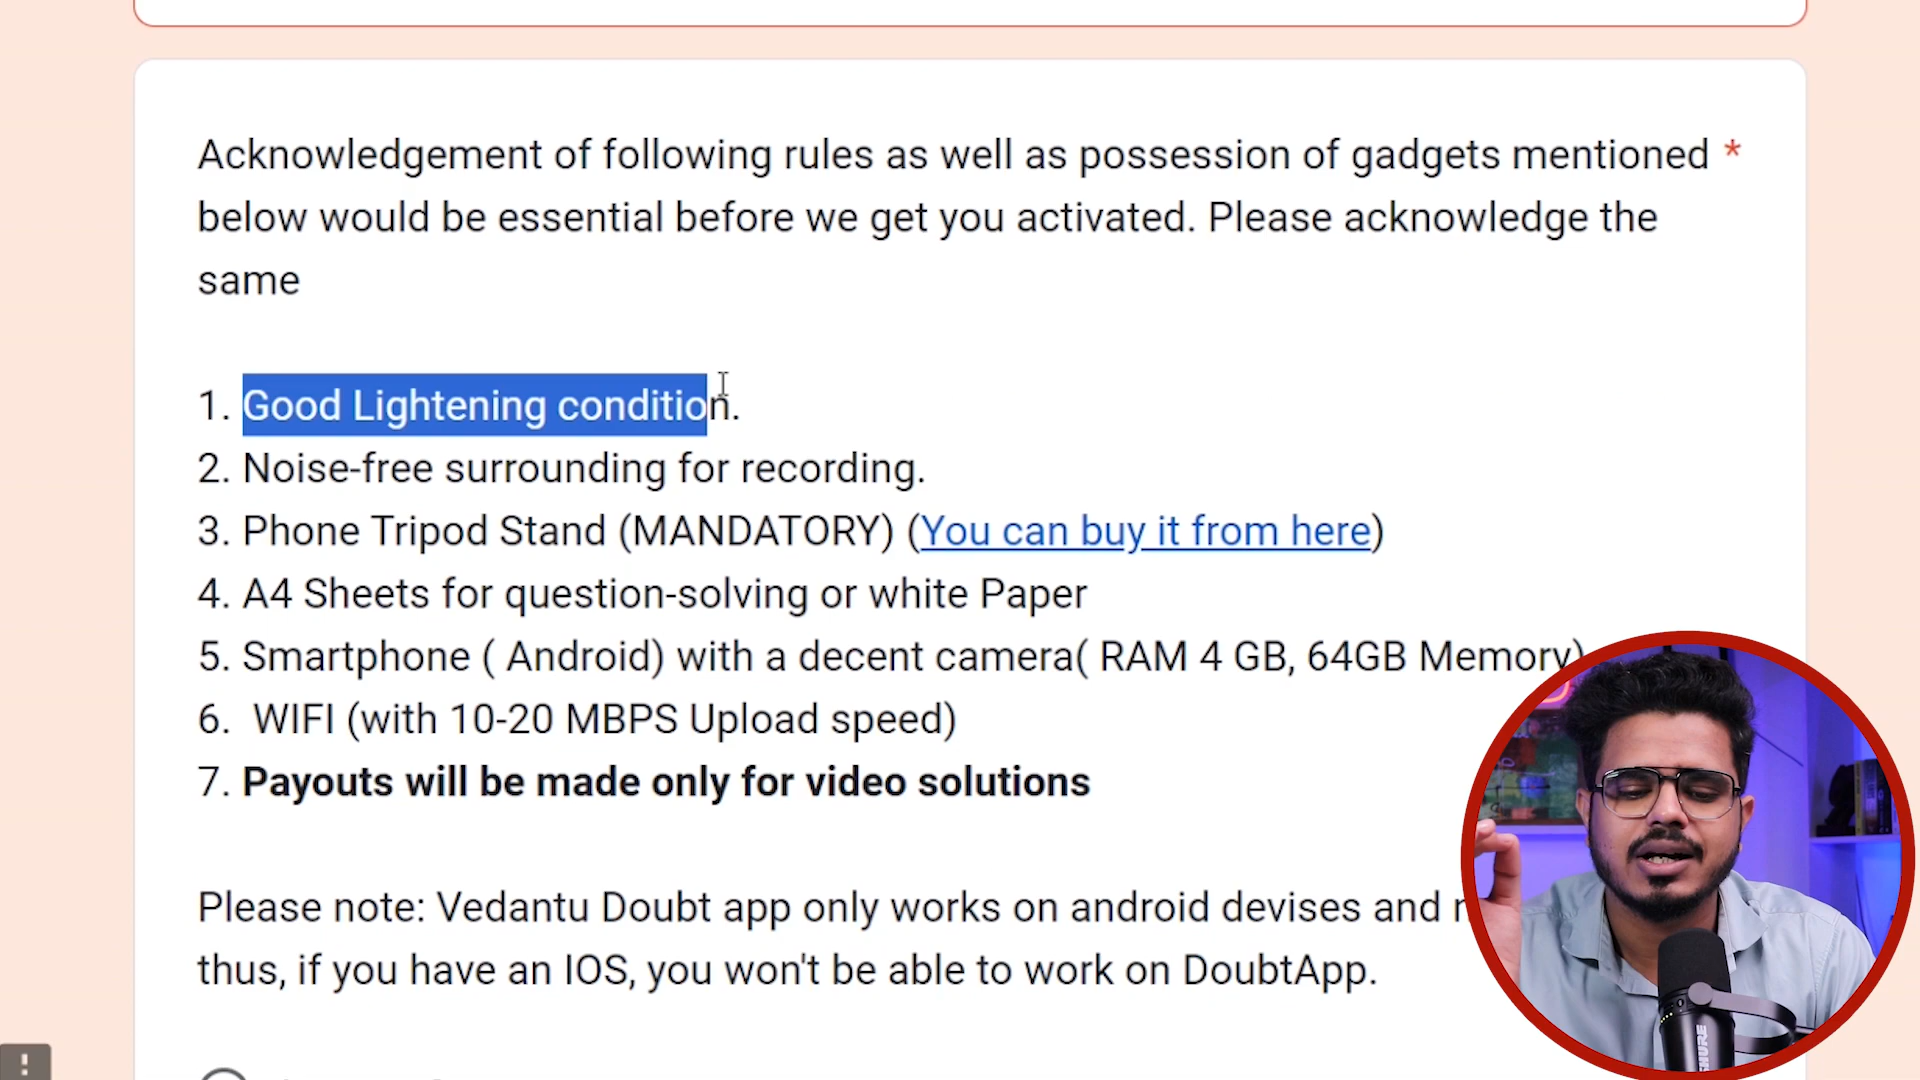 Acknowledgement of following rules as well as possession of gadgets mentioned *
below would be essential before we get you activated. Please acknowledge the
same
1. Good Lightening condition.
2. Noise-free surrounding for recording.
3. Phone Tripod Stand (MANDATORY) (You can buy it from here)
4. A4 Sheets for question-solving or white Paper
5. Smartphone ( Android) with a decent camera( RAM 4 GB, 64GB Memory)
6. WIFI (with 10-20 MBPS Upload speed)
7. Payouts will be made only for video solutions
Please note: Vedantu Doubt app only works on android devises and
thus, if you have an IOS, you won't be able to work on DoubtApp.
SHURE